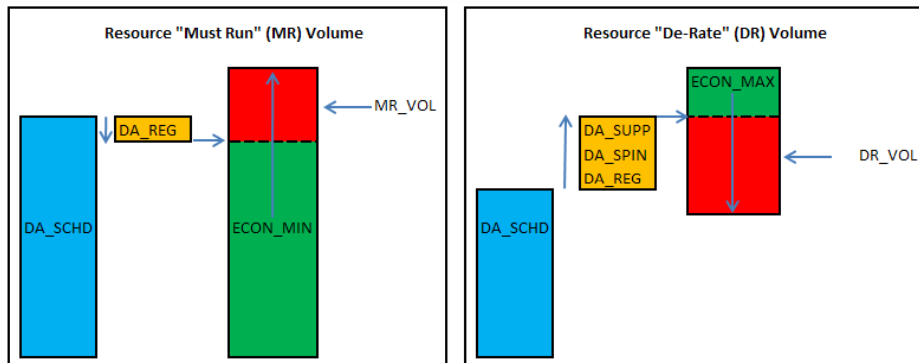 Resource "Must Run" (MR) Volume
DA_REG
MR_VOL
DA_SCHD
ECON_MIN
Resource "De-Rate" (DR) Volume
ECON_MAX
DA_SUPP
DA_SPIN
DA_REG
DR_VOL
DA_SCHD